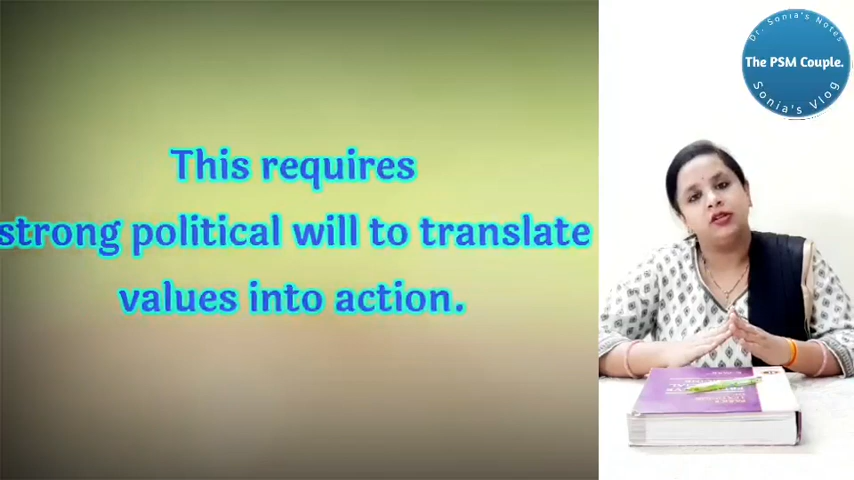 This requires
strong political will to translate
values into action.
Dr. Sonia's Notes
The PSM Couple.
Sonia's Vlog